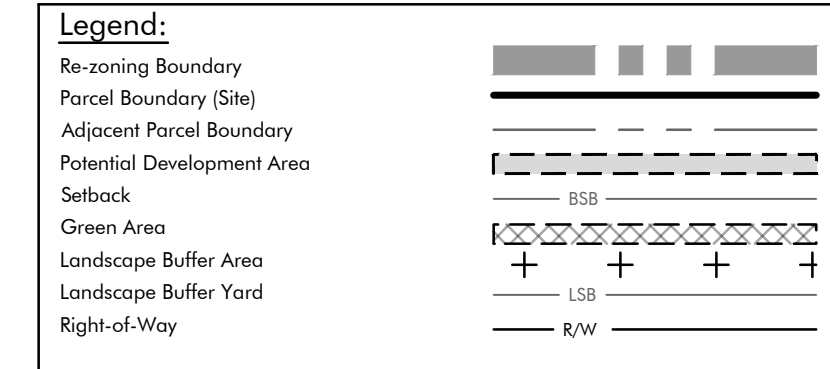 Legend:
Re-zoning Boundary
Parcel Boundary (Site)
Adjacent Parcel Boundary
Potential Development Area
Setback BSB
Green Area
Landscape Buffer Area
Landscape Buffer Yard LSB
Right-of-Way R/W